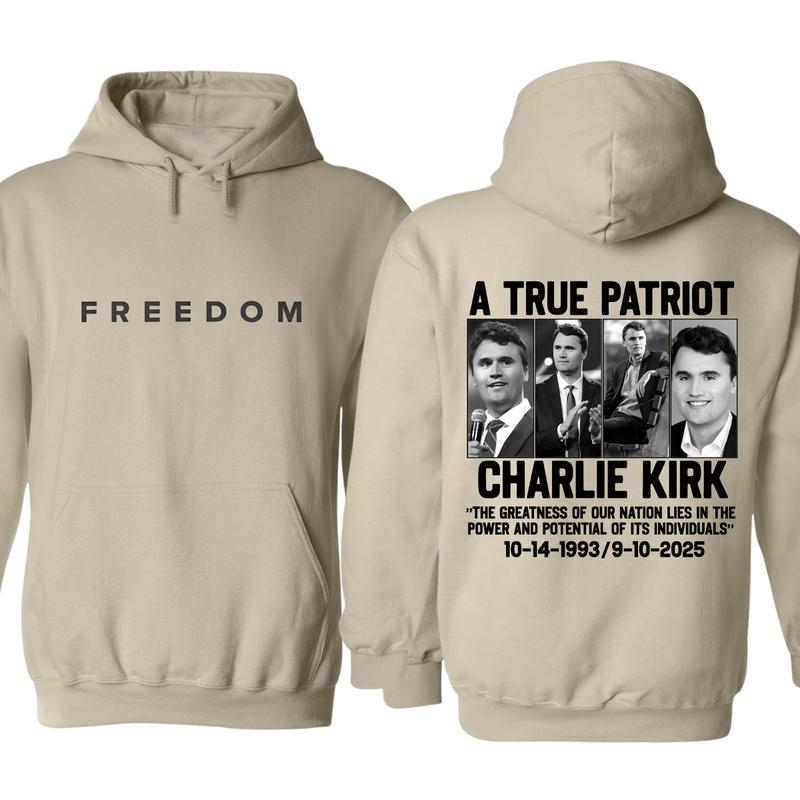 FREEDOM
A TRUE PATRIOT
CHARLIE KIRK
"THE GREATNESS OF OUR NATION LIES IN THE
POWER AND POTENTIAL OF ITS INDIVIDUALS"
10-14-1993/9-10-2025